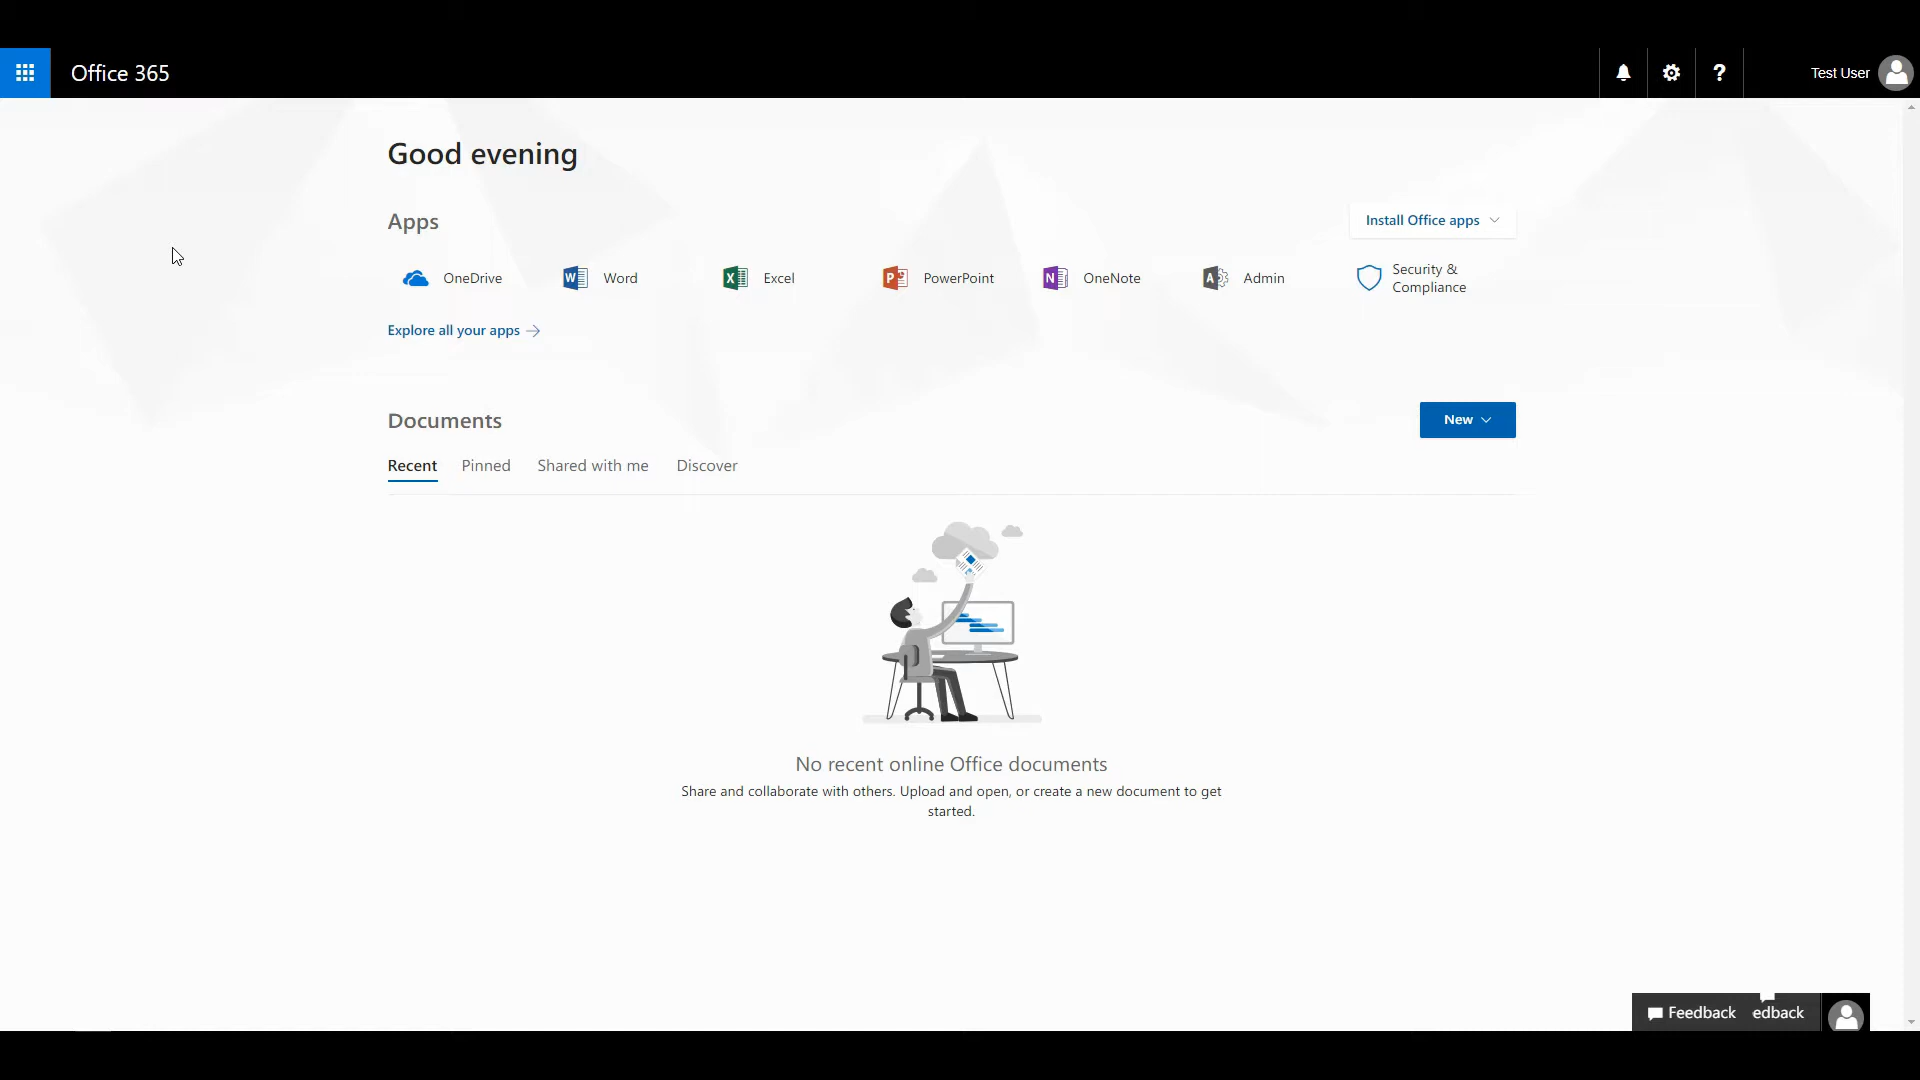 Office 365
?
Test User
Good evening
Apps
Install Office apps
OneDrive
Word
Excel
PowerPoint
OneNote
Admin
Security &
Compliance
Explore all your apps
Documents
New
Recent
Pinned
Shared with me
Discover
No recent online Office documents
Share and collaborate with others. Upload and open, or create a new document to get
started.
Feedback
edback